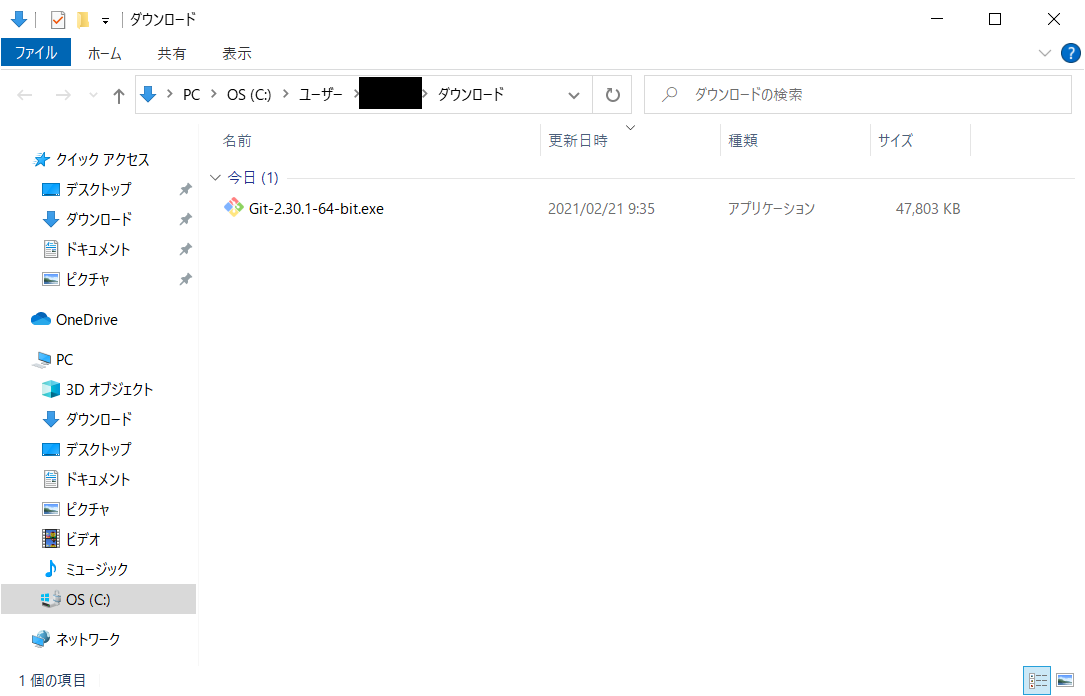 ダウンロード
ファイル ホーム 共有 表示
PC OS (C:) ユーザー ダウンロード ダウンロードの検索
名前 更新日時 種類 サイズ
クイック アクセス
デスクトップ
ダウンロード
ドキュメント
ピクチャ
OneDrive
PC
3D オブジェクト
ダウンロード
デスクトップ
ドキュメント
ピクチャ
ビデオ
ミュージック
OS (C:)
ネットワーク
今日 (1)
Git-2.30.1-64-bit.exe 2021/02/21 9:35 アプリケーション 47,803 KB
1 個の項目